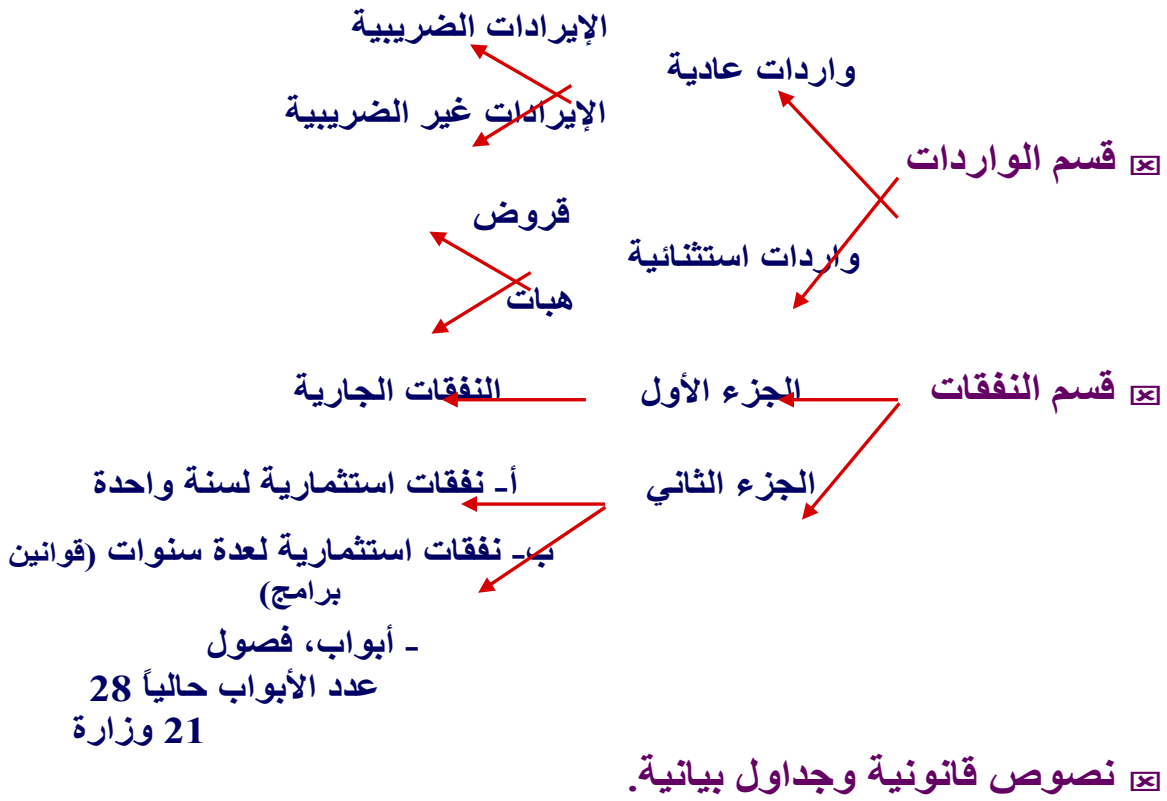 الإيرادات الضريبية
واردات عادية
الإيرادات غير الضريبية
قسم الواردات
قروض
واردات استثنائية
هبات
قسم النفقات
الجزء الأول
النفقات الجارية
الجزء الثاني
أ- نفقات استثمارية لسنة واحدة
ب- نفقات استثمارية لعدة سنوات (قوانين
برامج)
- أبواب، فصول
عدد الأبواب حالياً 28
21 وزارة
نصوص قانونية وجداول بيانية.